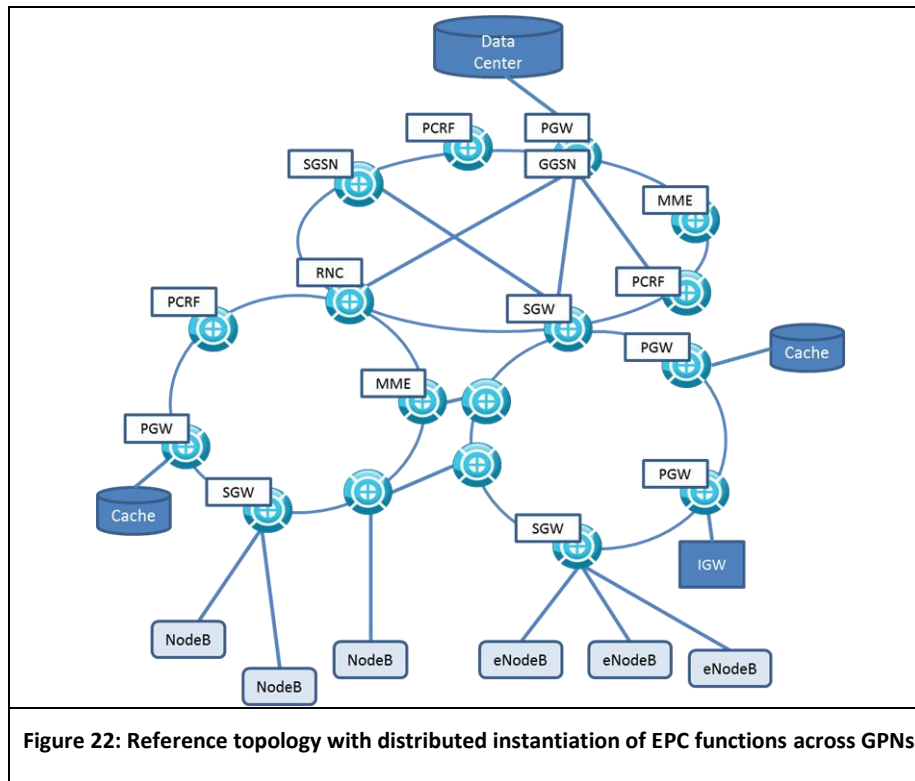 Data
Center
PCRF
PGW
SGSN
GGSN
MME
RNC
PCRF
PCRF
SGW
PGW
Cache
MME
PGW
PGW
SGW
Cache
SGW
IGW
NodeB
NodeB
NodeB
eNodeB
eNodeB
eNodeB
Figure 22: Reference topology with distributed instantiation of EPC functions across GPNs